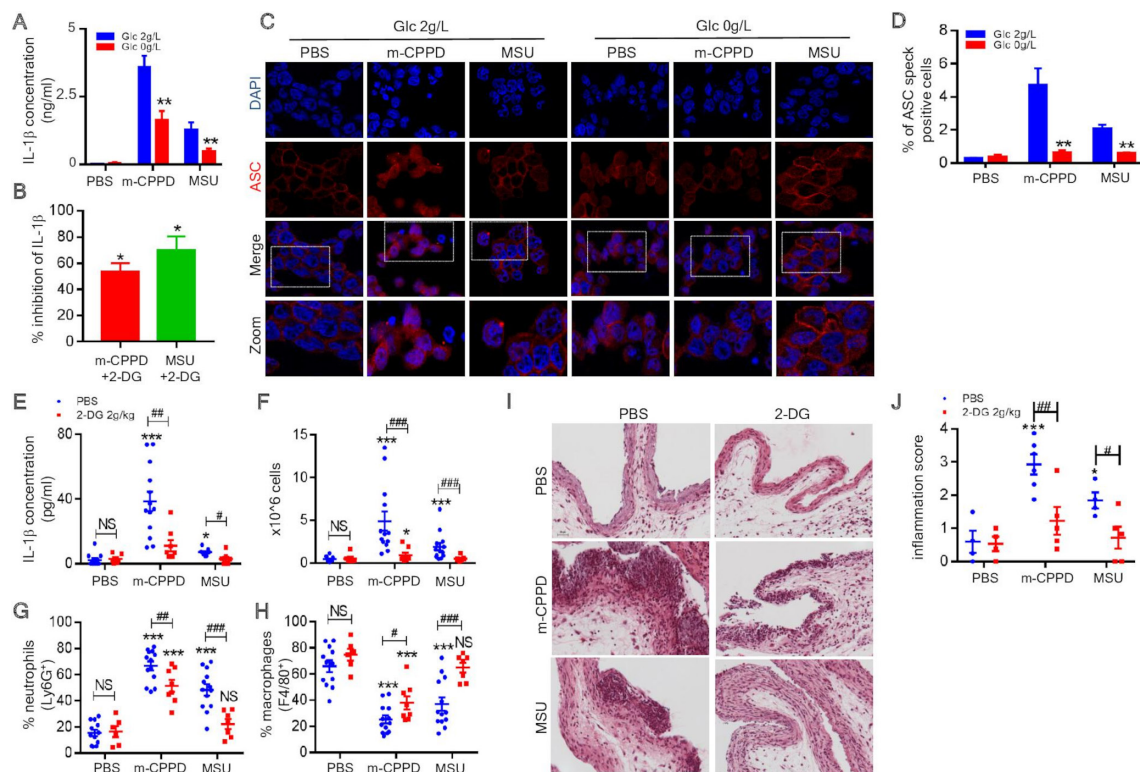 A
Glc 2g/L
Glc 0g/L
IL-1β concentration
(ng/ml)
5
2.5
0
**
**
PBS m-CPPD MSU
B
% inhibition of IL-1β
100
80
60
40
20
0
*
*
m-CPPD
+2-DG
MSU
+2-DG
C
Glc 2g/L Glc 0g/L
PBS m-CPPD MSU PBS m-CPPD MSU
DAPI
ASC
Merge
Zoom
D
Glc 2g/L
Glc 0g/L
% of ASC speck
positive cells
8
6
4
2
0
**
**
PBS m-CPPD MSU
E
PBS
2-DG 2g/kg
IL-1β concentration
(pg/ml)
80
40
0
NS
##
***
#
*
PBS m-CPPD MSU
F
x10^6 cells
15
10
6
4
2
0
NS
###
***
*
###
***
PBS m-CPPD MSU
G
% neutrophils
(Ly6G+)
100
80
60
40
20
0
NS
##
***
***
###
***
NS
PBS m-CPPD MSU
H
% macrophages
(F4/80+)
100
80
60
40
20
0
NS
#
***
***
###
***
NS
PBS m-CPPD MSU
I
PBS 2-DG
PBS
m-CPPD
MSU
J
PBS
2-DG 2g/kg
inflammation score
5
4
3
2
1
0
##
***
#
*
PBS m-CPPD MSU